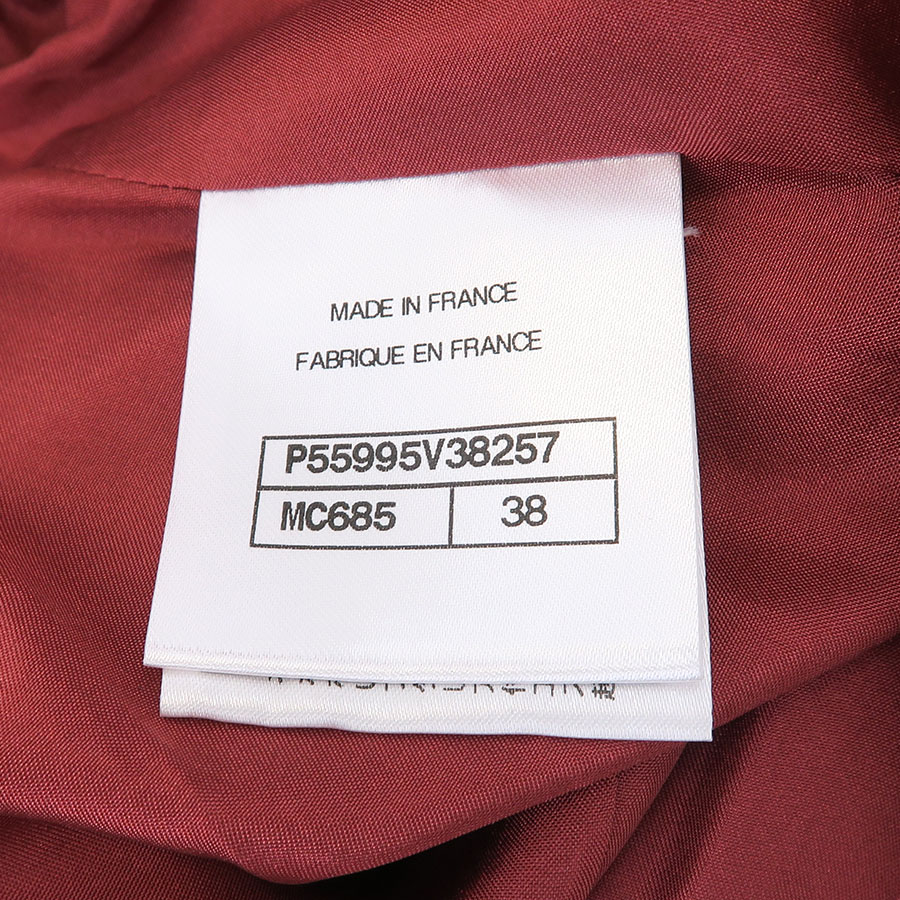 MADE IN FRANCE
FABRIQUE EN FRANCE
P55995V38257
MC685 38